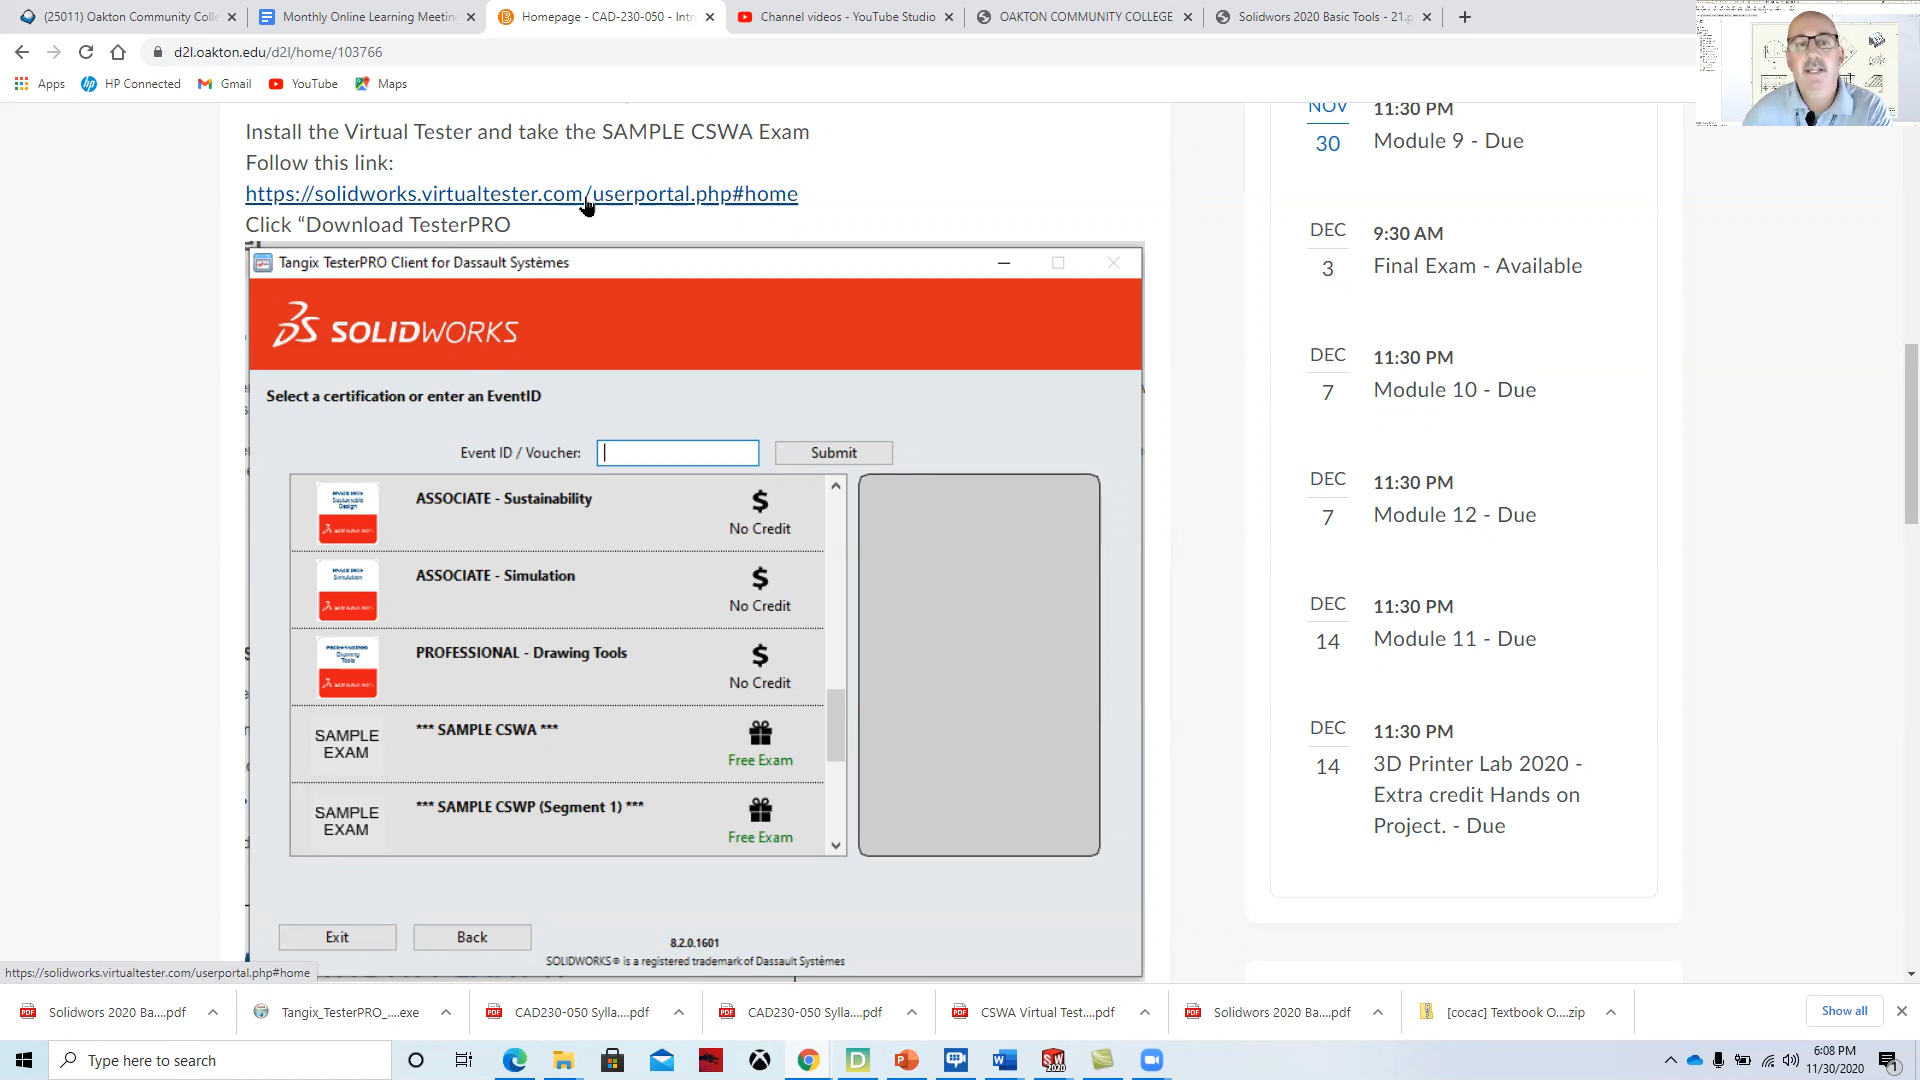 (25011) Oakton Community Colle
Monthly Online Learning Meetin
Homepage - CAD-230-050 - Intr
Channel videos - YouTube Studio
OAKTON COMMUNITY COLLEGE
Solidwors 2020 Basic Tools - 21.p
d2l.oakton.edu/d2l/home/103766
Apps
HP Connected
Gmail
YouTube
Maps
Install the Virtual Tester and take the SAMPLE CSWA Exam
Follow this link:
https://solidworks.virtualtester.com/userportal.php#home
Click “Download TesterPRO
Tangix TesterPRO Client for Dassault Systèmes
SOLIDWORKS
Select a certification or enter an EventID
Event ID / Voucher:
Submit
ASSOCIATE - Sustainability
$
No Credit
ASSOCIATE - Simulation
$
No Credit
PROFESSIONAL - Drawing Tools
$
No Credit
SAMPLE
EXAM
*** SAMPLE CSWA ***
Free Exam
SAMPLE
EXAM
*** SAMPLE CSWP (Segment 1) ***
Free Exam
Exit
Back
8.2.0.1601
SOLIDWORKS® is a registered trademark of Dassault Systèmes
NOV
30
11:30 PM
Module 9 - Due
DEC
3
9:30 AM
Final Exam - Available
DEC
7
11:30 PM
Module 10 - Due
DEC
7
11:30 PM
Module 12 - Due
DEC
14
11:30 PM
Module 11 - Due
DEC
14
11:30 PM
3D Printer Lab 2020 -
Extra credit Hands on
Project. - Due
https://solidworks.virtualtester.com/userportal.php#home
Solidwors 2020 Ba....pdf
Tangix_TesterPRO_....exe
CAD230-050 Sylla....pdf
CAD230-050 Sylla....pdf
CSWA Virtual Test....pdf
Solidwors 2020 Ba....pdf
[cocac] Textbook O....zip
Show all
Type here to search
6:08 PM
11/30/2020